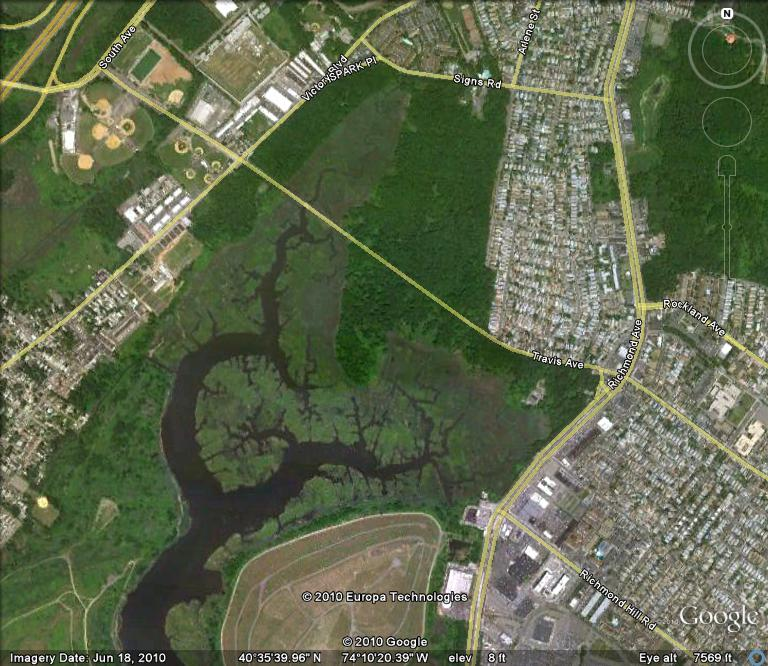 N
South Ave
Arlene St
Victory Blvd
ISPARK Pl
Signs Rd
Rockland Ave
Richmond Ave
Travis Ave
Richmond Hill Rd
© 2010 Europa Technologies
© 2010 Google
Google
Imagery Date: Jun 18, 2010 40°35'39.96" N 74°10'20.39" W elev 8 ft Eye alt 7569 ft